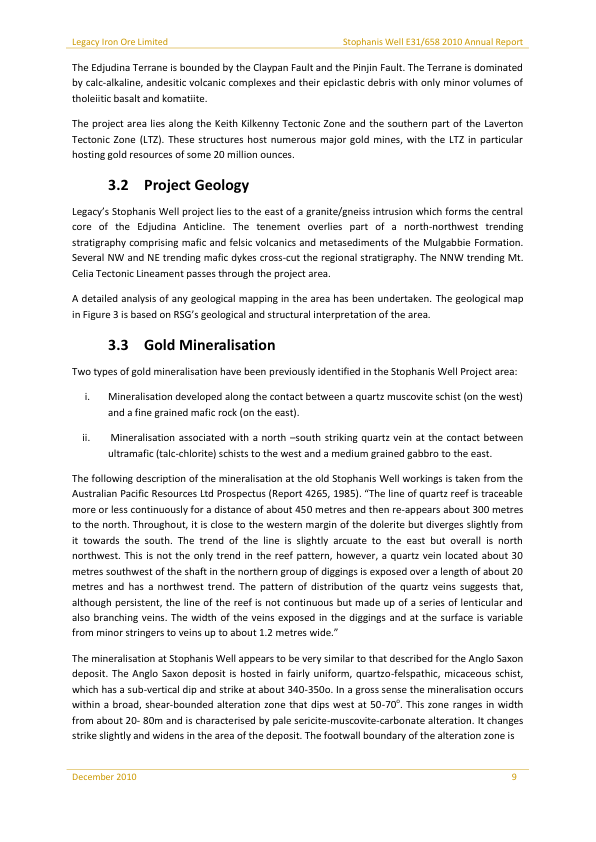 Legacy Iron Ore Limited Stophanis Well E31/658 2010 Annual Report
The Edjudina Terrane is bounded by the Claypan Fault and the Pinjin Fault. The Terrane is dominated
by calc-alkaline, andesitic volcanic complexes and their epiclastic debris with only minor volumes of
tholeiitic basalt and komatiite.
The project area lies along the Keith Kilkenny Tectonic Zone and the southern part of the Laverton
Tectonic Zone (LTZ). These structures host numerous major gold mines, with the LTZ in particular
hosting gold resources of some 20 million ounces.
3.2 Project Geology
Legacy's Stophanis Well project lies to the east of a granite/gneiss intrusion which forms the central
core of the Edjudina Anticline. The tenement overlies part of a north-northwest trending
stratigraphy comprising mafic and felsic volcanics and metasediments of the Mulgabbie Formation.
Several NW and NE trending mafic dykes cross-cut the regional stratigraphy. The NNW trending Mt.
Celia Tectonic Lineament passes through the project area.
A detailed analysis of any geological mapping in the area has been undertaken. The geological map
in Figure 3 is based on RSG's geological and structural interpretation of the area.
3.3 Gold Mineralisation
Two types of gold mineralisation have been previously identified in the Stophanis Well Project area:
i. Mineralisation developed along the contact between a quartz muscovite schist (on the west)
and a fine grained mafic rock (on the east).
ii. Mineralisation associated with a north –south striking quartz vein at the contact between
ultramafic (talc-chlorite) schists to the west and a medium grained gabbro to the east.
The following description of the mineralisation at the old Stophanis Well workings is taken from the
Australian Pacific Resources Ltd Prospectus (Report 4265, 1985). "The line of quartz reef is traceable
more or less continuously for a distance of about 450 metres and then re-appears about 300 metres
to the north. Throughout, it is close to the western margin of the dolerite but diverges slightly from
it towards the south. The trend of the line is slightly arcuate to the east but overall is north
northwest. This is not the only trend in the reef pattern, however, a quartz vein located about 30
metres southwest of the shaft in the northern group of diggings is exposed over a length of about 20
metres and has a northwest trend. The pattern of distribution of the quartz veins suggests that,
although persistent, the line of the reef is not continuous but made up of a series of lenticular and
also branching veins. The width of the veins exposed in the diggings and at the surface is variable
from minor stringers to veins up to about 1.2 metres wide."
The mineralisation at Stophanis Well appears to be very similar to that described for the Anglo Saxon
deposit. The Anglo Saxon deposit is hosted in fairly uniform, quartzo-felspathic, micaceous schist,
which has a sub-vertical dip and strike at about 340-350o. In a gross sense the mineralisation occurs
within a broad, shear-bounded alteration zone that dips west at 50-70°. This zone ranges in width
from about 20- 80m and is characterised by pale sericite-muscovite-carbonate alteration. It changes
strike slightly and widens in the area of the deposit. The footwall boundary of the alteration zone is
December 2010 9